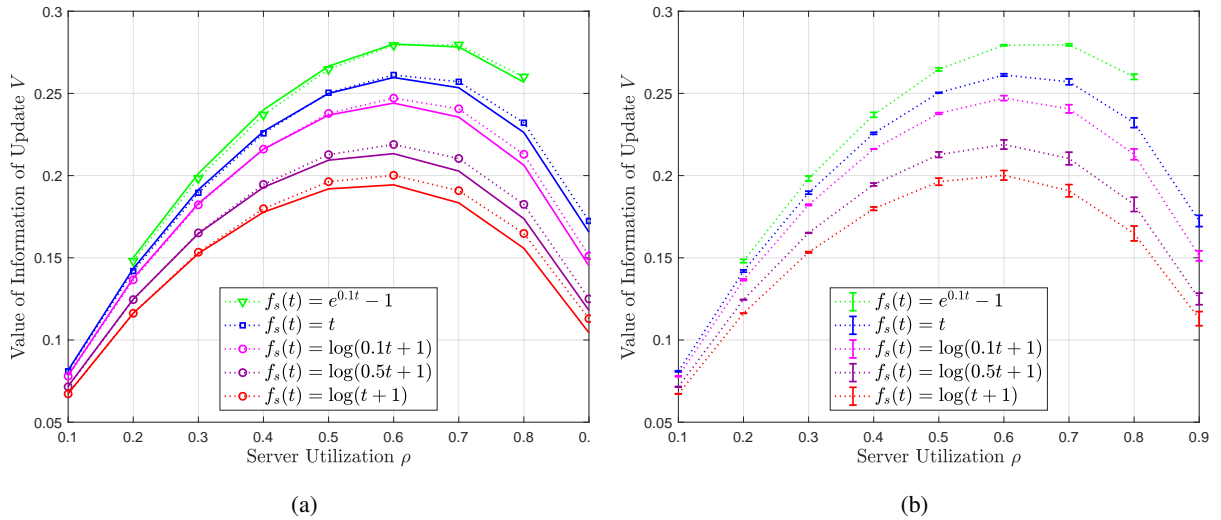 0.3
0.25
0.2
0.15
0.1
0.05
Value of Information of Update V
0.1 0.2 0.3 0.4 0.5 0.6 0.7 0.8 0.
Server Utilization ρ
f_s(t) = e^{0.1t} − 1
f_s(t) = t
f_s(t) = log(0.1t + 1)
f_s(t) = log(0.5t + 1)
f_s(t) = log(t + 1)
(a)
0.3
0.25
0.2
0.15
0.1
0.05
Value of Information of Update V
0.1 0.2 0.3 0.4 0.5 0.6 0.7 0.8 0.9
Server Utilization ρ
f_s(t) = e^{0.1t} − 1
f_s(t) = t
f_s(t) = log(0.1t + 1)
f_s(t) = log(0.5t + 1)
f_s(t) = log(t + 1)
(b)